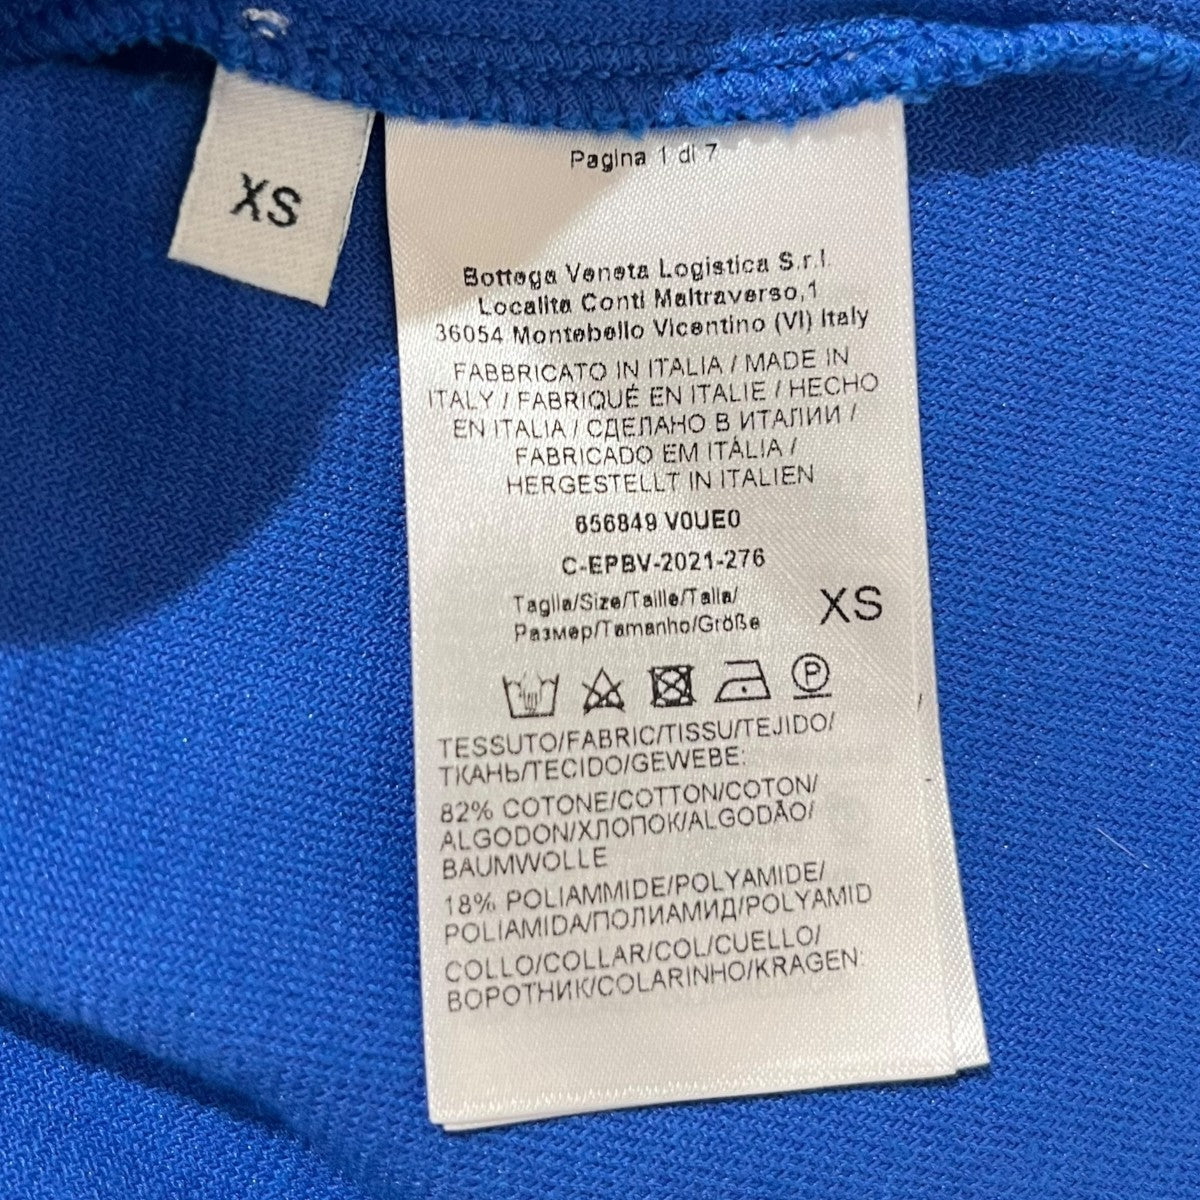 XS
Pagina 1 di 7
Bottega Veneta Logistica S.r.l.
Localita Conti Maltraverso,1
36054 Montebello Vicentino (VI) Italy
FABBRICATO IN ITALIA / MADE IN
ITALY / FABRIQUÉ EN ITALIE / HECHO
EN ITALIA / СДЕЛАНО В ИТАЛИИ /
FABRICADO EM ITÁLIA /
HERGESTELLT IN ITALIEN
656849 V0UE0
C-EPBV-2021-276
Taglia/Size/Taille/Talla/
Размер/Tamanho/Größe
XS
P
TESSUTO/FABRIC/TISSU/TEJIDO/
ТКАНЬ/TECIDO/GEWEBE:
82% COTONE/COTTON/COTON/
ALGODON/ХЛОПОК/ALGODÃO/
BAUMWOLLE
18% POLIAMMIDE/POLYAMIDE/
POLIAMIDA/ПОЛИАМИД/POLYAMID
COLLO/COLLAR/COL/CUELLO/
ВОРОТНИК/COLARINHO/KRAGEN: